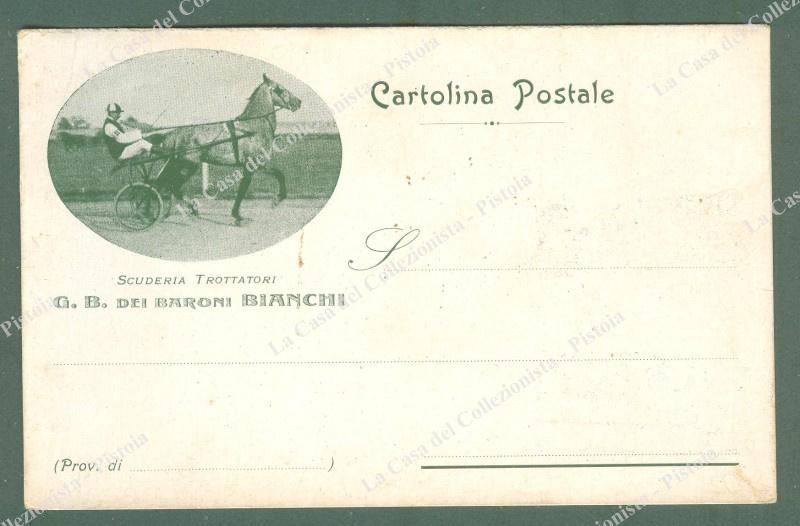 Cartolina Postale
SCUDERIA TROTTATORI
G. B. DEI BARONI BIANCHI
S
(Prov. di )
La Casa del Collezionista - Pistoia